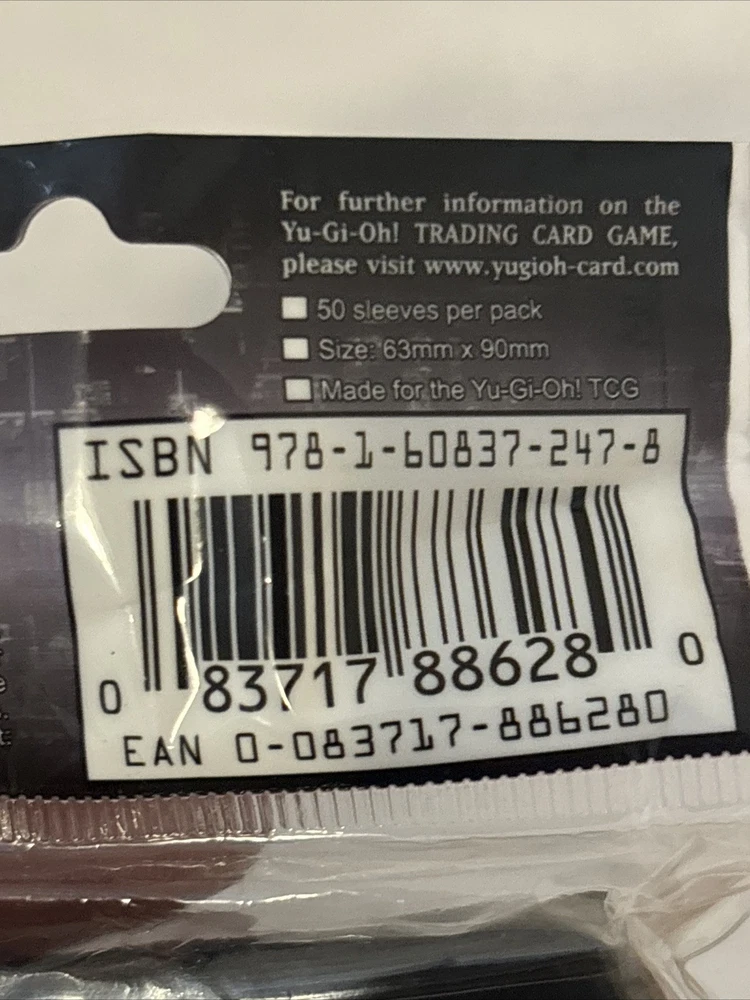 For further information on the
Yu-Gi-Oh! TRADING CARD GAME,
please visit www.yugioh-card.com
50 sleeves per pack
Size: 63mm x 90mm
Made for the Yu-Gi-Oh! TCG
ISBN 978-1-60837-247-8
0 83717 88628 0
EAN 0-083717-886280